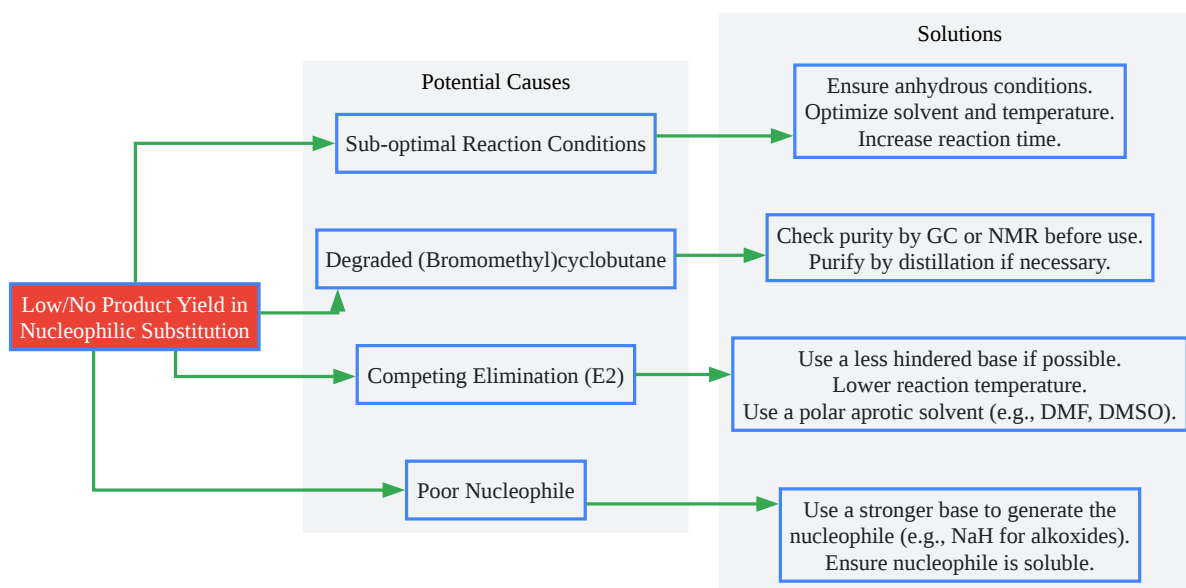 Solutions
Potential Causes
Ensure anhydrous conditions.
Optimize solvent and temperature.
Increase reaction time.
Sub-optimal Reaction Conditions
Check purity by GC or NMR before use.
Purify by distillation if necessary.
Degraded (Bromomethyl)cyclobutane
Low/No Product Yield in
Nucleophilic Substitution
Use a less hindered base if possible.
Lower reaction temperature.
Use a polar aprotic solvent (e.g., DMF, DMSO).
Competing Elimination (E2)
Poor Nucleophile
Use a stronger base to generate the
nucleophile (e.g., NaH for alkoxides).
Ensure nucleophile is soluble.